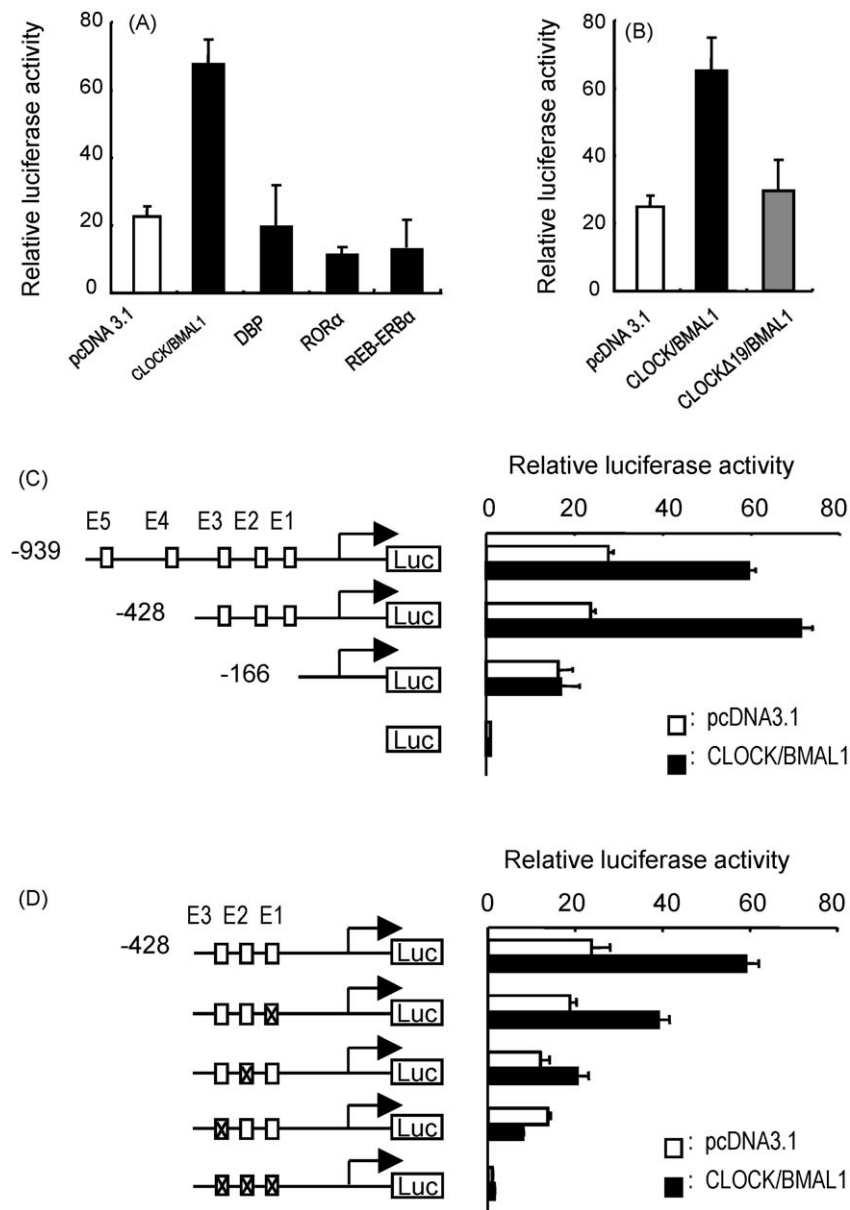 (A)
Relative luciferase activity
80
60
40
20
0
pcDNA 3.1
CLOCK/BMAL1
DBP
RORα
REB-ERBα
(B)
Relative luciferase activity
80
60
40
20
0
pcDNA 3.1
CLOCK/BMAL1
CLOCKΔ19/BMAL1
(C)
Relative luciferase activity
0 20 40 60 80
E5 E4 E3 E2 E1
-939
Luc
-428
Luc
-166
Luc
Luc
: pcDNA3.1
: CLOCK/BMAL1
(D)
Relative luciferase activity
0 20 40 60 80
E3 E2 E1
-428
Luc
Luc
Luc
Luc
Luc
: pcDNA3.1
: CLOCK/BMAL1